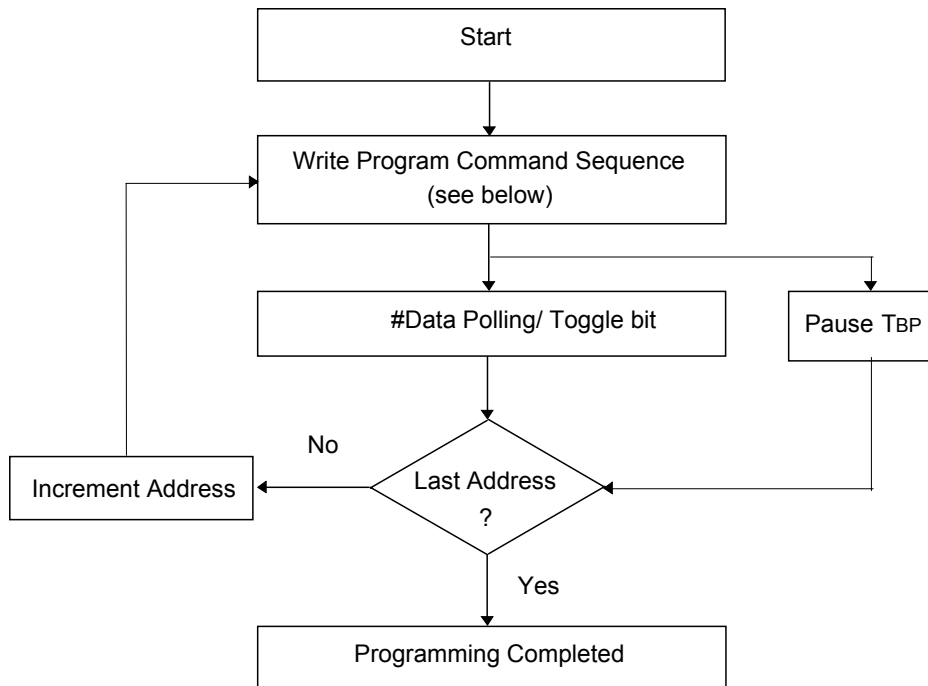 Start
Write Program Command Sequence
(see below)
#Data Polling/ Toggle bit
Pause TBP
No
Increment Address
Last Address
?
Yes
Programming Completed